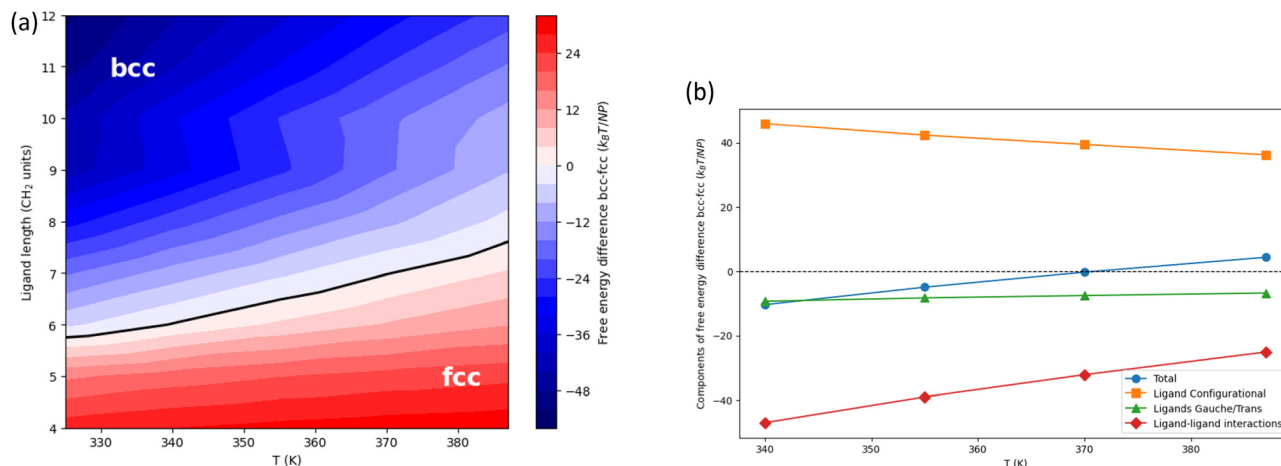 (a)
12
11
10
9
8
7
6
5
4
Ligand length (CH₂ units)
bcc
fcc
330
340
350
360
370
380
T (K)
24
12
0
−12
−24
−36
−48
Free energy difference bcc-fcc (k_BT/NP)
(b)
40
20
0
−20
−40
Components of free energy difference bcc-fcc (k_BT/NP)
Total
Ligand Configurational
Ligands Gauche/Trans
Ligand-ligand interactions
340
350
360
370
380
T (K)